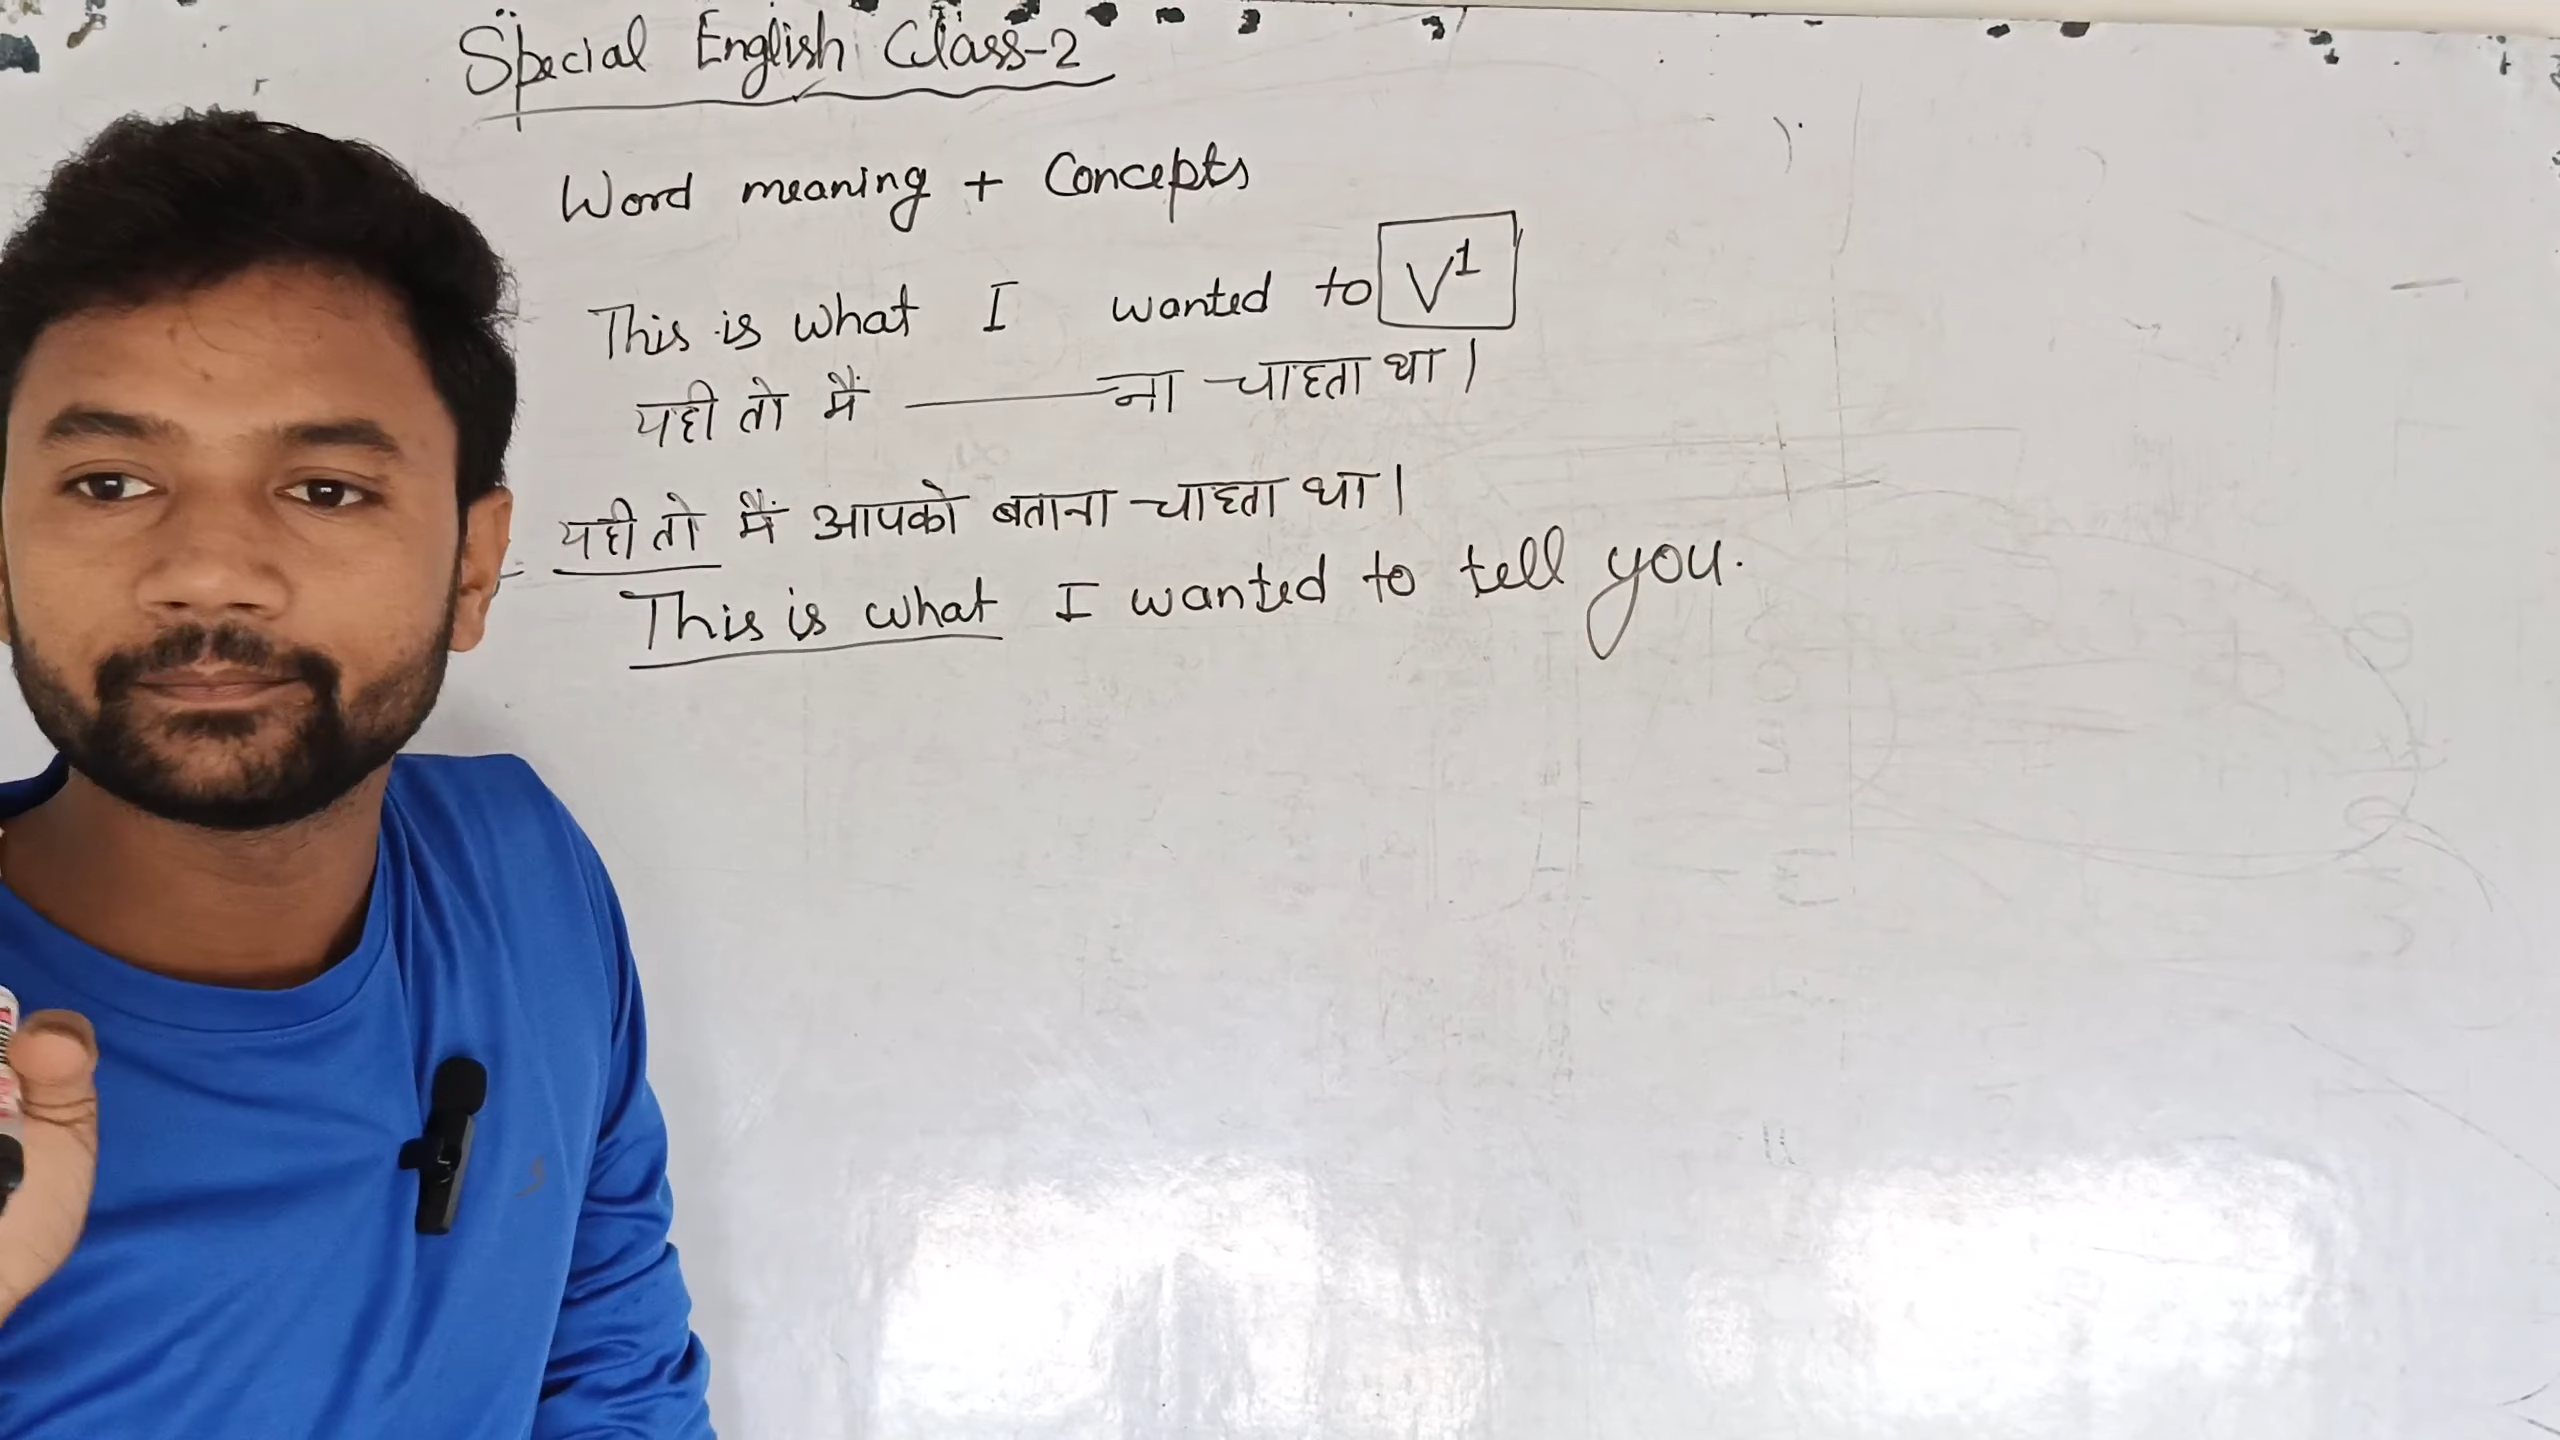 Special English Class-2
Word meaning + Concepts
This is what I wanted to V¹
यही तो मैं ———ना चाहता था।
यही तो मैं आपको बताना चाहता था।
= This is what I wanted to tell you.